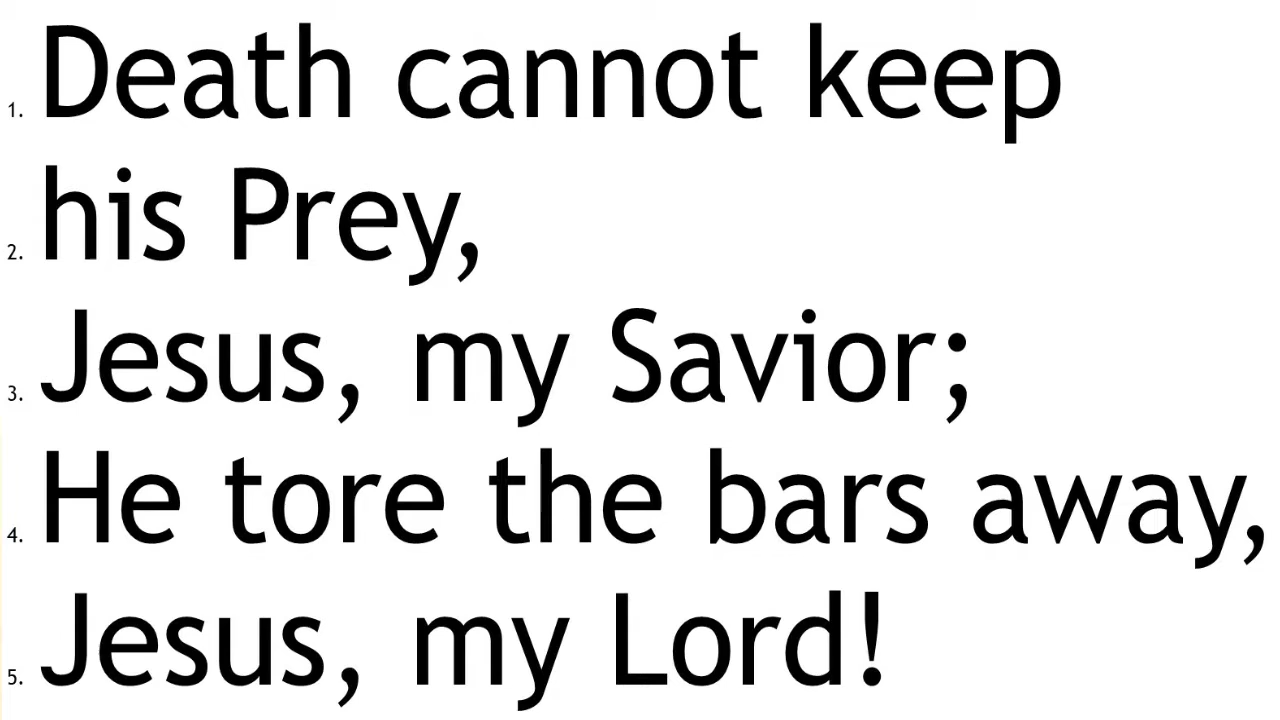 1. Death cannot keep
2. his Prey,
3. Jesus, my Savior;
4. He tore the bars away,
5. Jesus, my Lord!